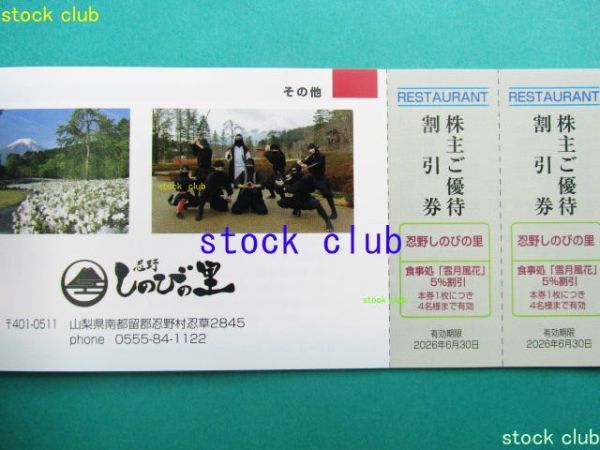 stock club
その他
stock club
stock club
忍野
しのびの里
〒401-0511 山梨県南都留郡忍野村忍草2845
phone 0555-84-1122
RESTAURANT
株主ご優待
割引券
忍野しのびの里
食事処「雪月風花」
5%割引
本券1枚につき
4名様まで有効
有効期限
2026年6月30日
stock club
RESTAURANT
株主ご優待
割引券
忍野しのびの里
食事処「雪月風花」
5%割引
本券1枚につき
4名様まで有効
有効期限
2026年6月30日
stock club